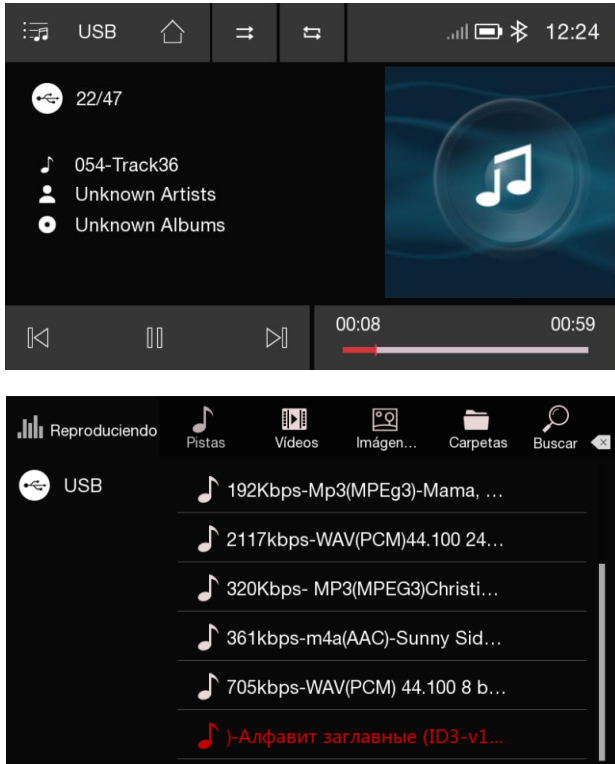 USB
12:24
22/47
054-Track36
Unknown Artists
Unknown Albums
00:08
00:59
Reproduciendo
Pistas
Vídeos
Imágen...
Carpetas
Buscar
USB
192Kbps-Mp3(MPEg3)-Mama, ...
2117kbps-WAV(PCM)44.100 24...
320Kbps- MP3(MPEG3)Christi...
361kbps-m4a(AAC)-Sunny Sid...
705kbps-WAV(PCM) 44.100 8 b...
)-Алфавит заглавные (ID3-v1...